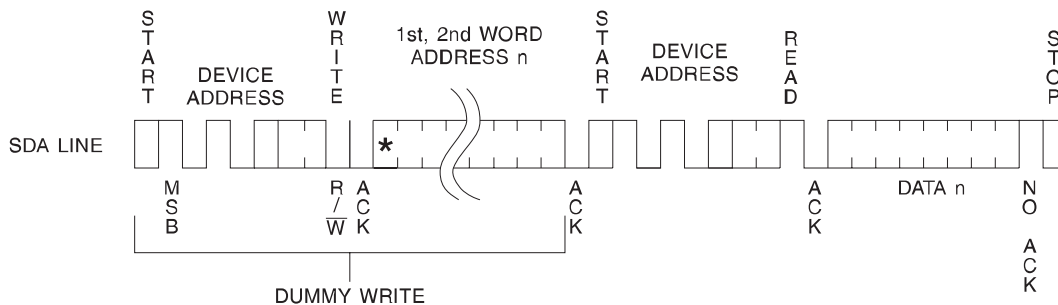 START
DEVICE
ADDRESS
WRITE
1st, 2nd WORD
ADDRESS n
START
DEVICE
ADDRESS
READ
STOP
SDA LINE
*
MSB
R/W
ACK
ACK
ACK
DATA n
NO ACK
DUMMY WRITE